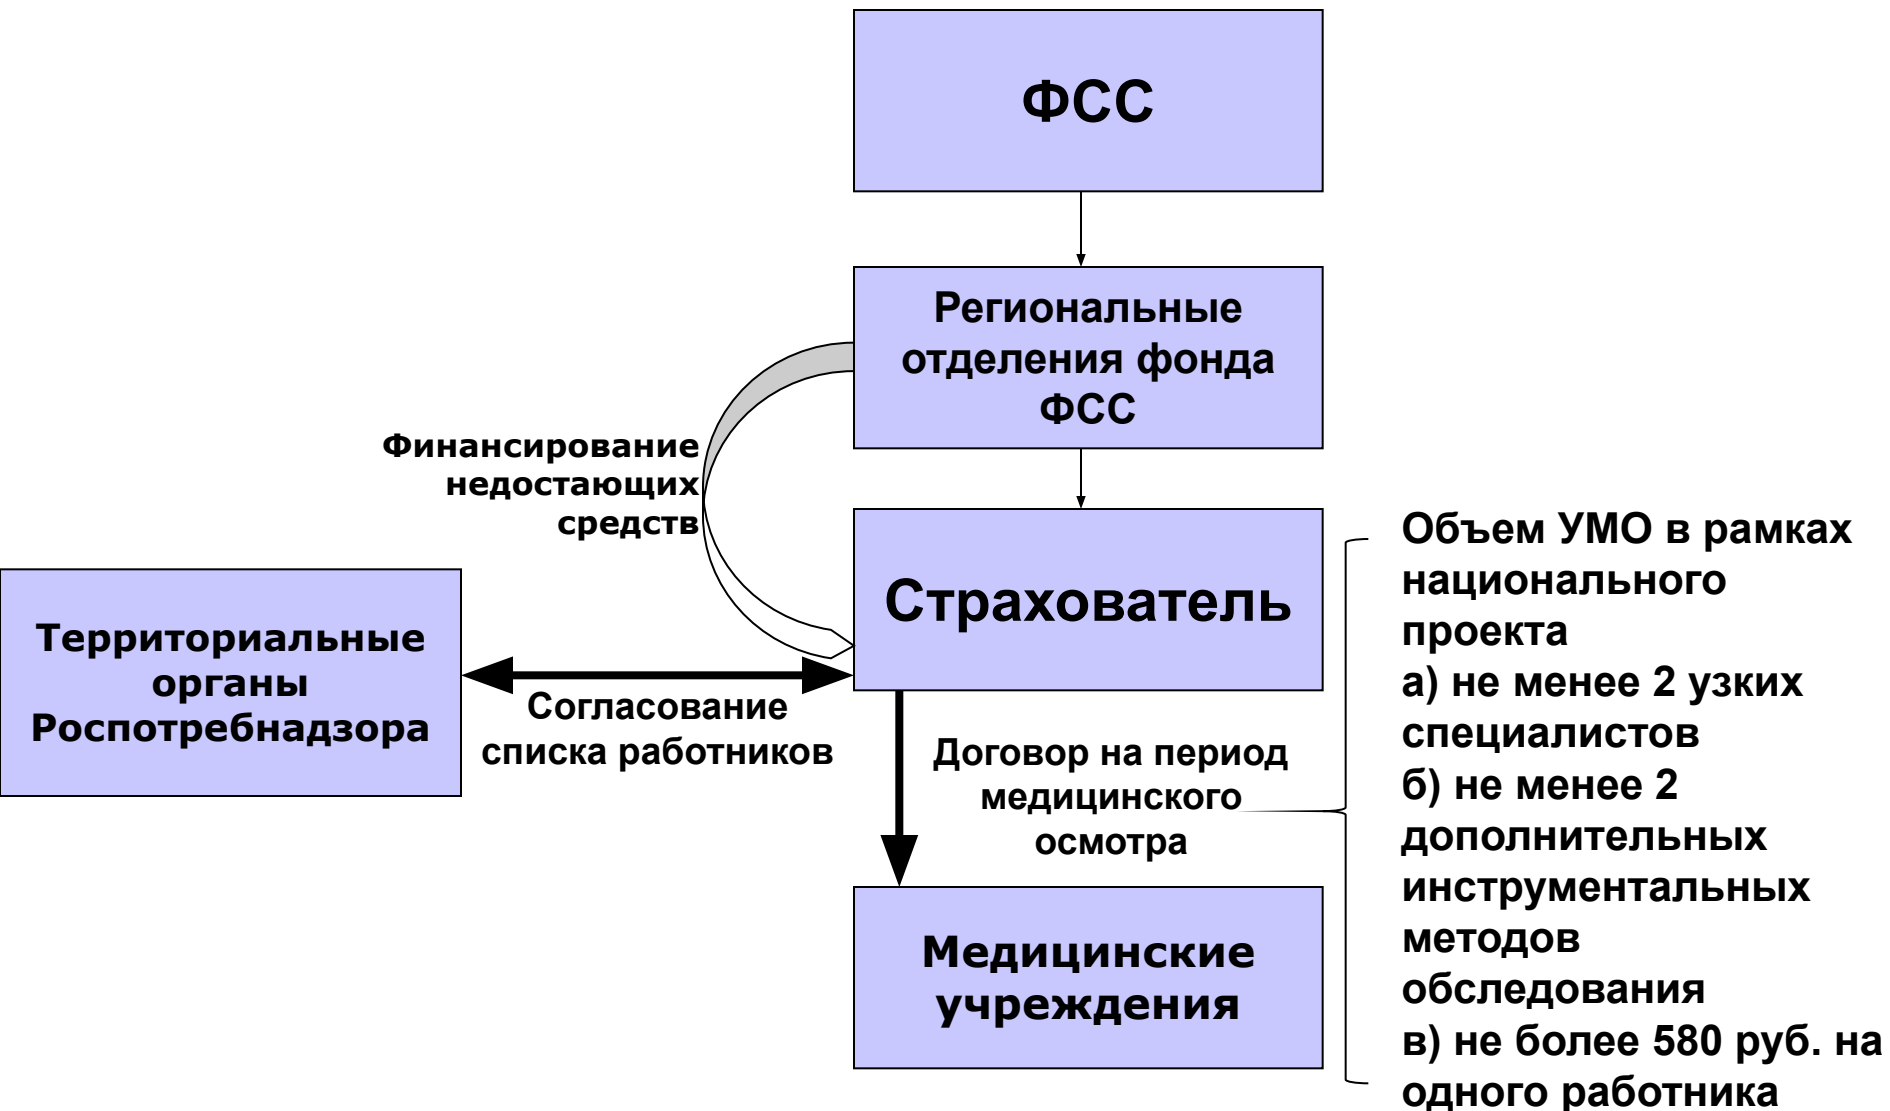 ФСС
Региональные
отделения фонда
ФСС
Финансирование
недостающих
средств
Страхователь
Территориальные
органы
Роспотребнадзора
Согласование
списка работников
Договор на период
медицинского
осмотра
Медицинские
учреждения
Объем УМО в рамках
национального
проекта
а) не менее 2 узких
специалистов
б) не менее 2
дополнительных
инструментальных
методов
обследования
в) не более 580 руб. на
одного работника